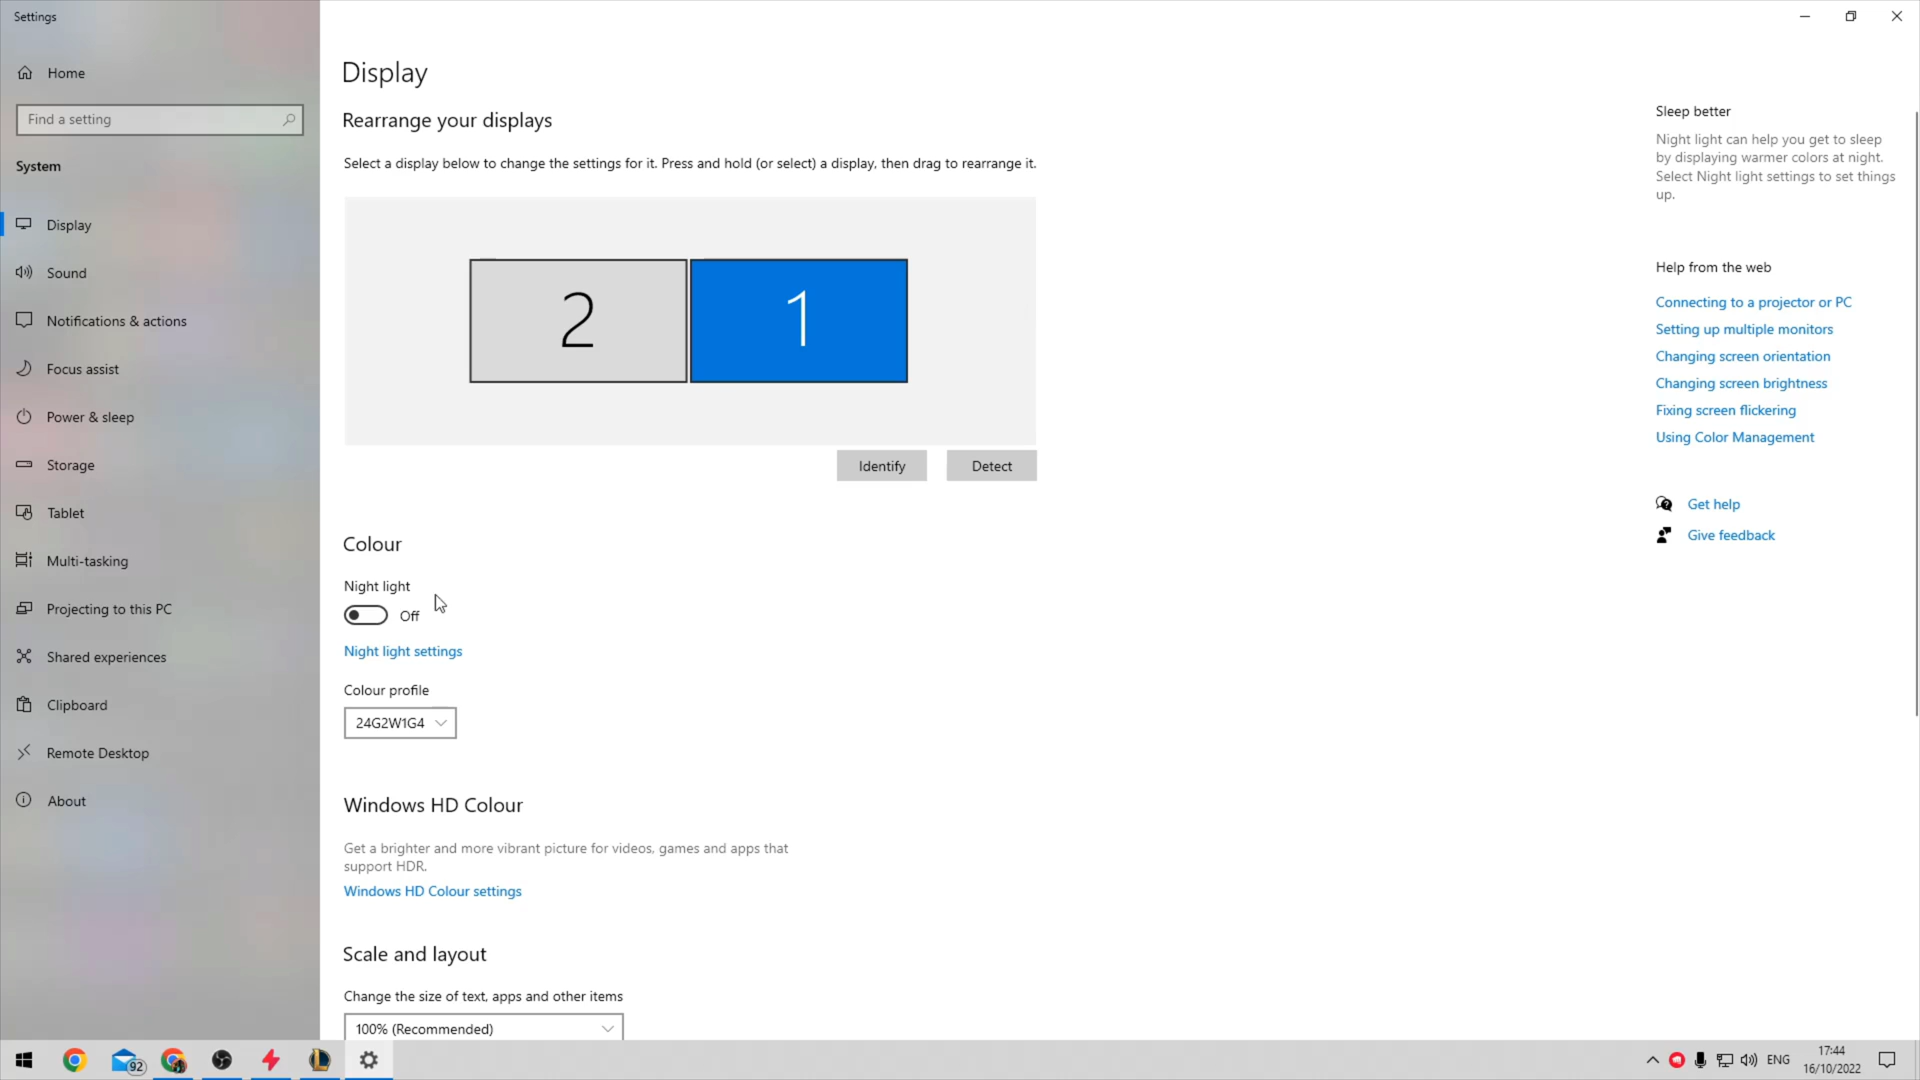 Settings
Home
Find a setting
System
Display
Sound
Notifications & actions
Focus assist
Power & sleep
Storage
Tablet
Multi-tasking
Projecting to this PC
Shared experiences
Clipboard
Remote Desktop
About
Display
Rearrange your displays
Select a display below to change the settings for it. Press and hold (or select) a display, then drag to rearrange it.
2
1
Identify
Detect
Colour
Night light
Off
Night light settings
Colour profile
24G2W1G4
Windows HD Colour
Get a brighter and more vibrant picture for videos, games and apps that
support HDR.
Windows HD Colour settings
Scale and layout
Change the size of text, apps and other items
100% (Recommended)
Sleep better
Night light can help you get to sleep
by displaying warmer colors at night.
Select Night light settings to set things
up.
Help from the web
Connecting to a projector or PC
Setting up multiple monitors
Changing screen orientation
Changing screen brightness
Fixing screen flickering
Using Color Management
Get help
Give feedback
92
ENG
17:44
16/10/2022